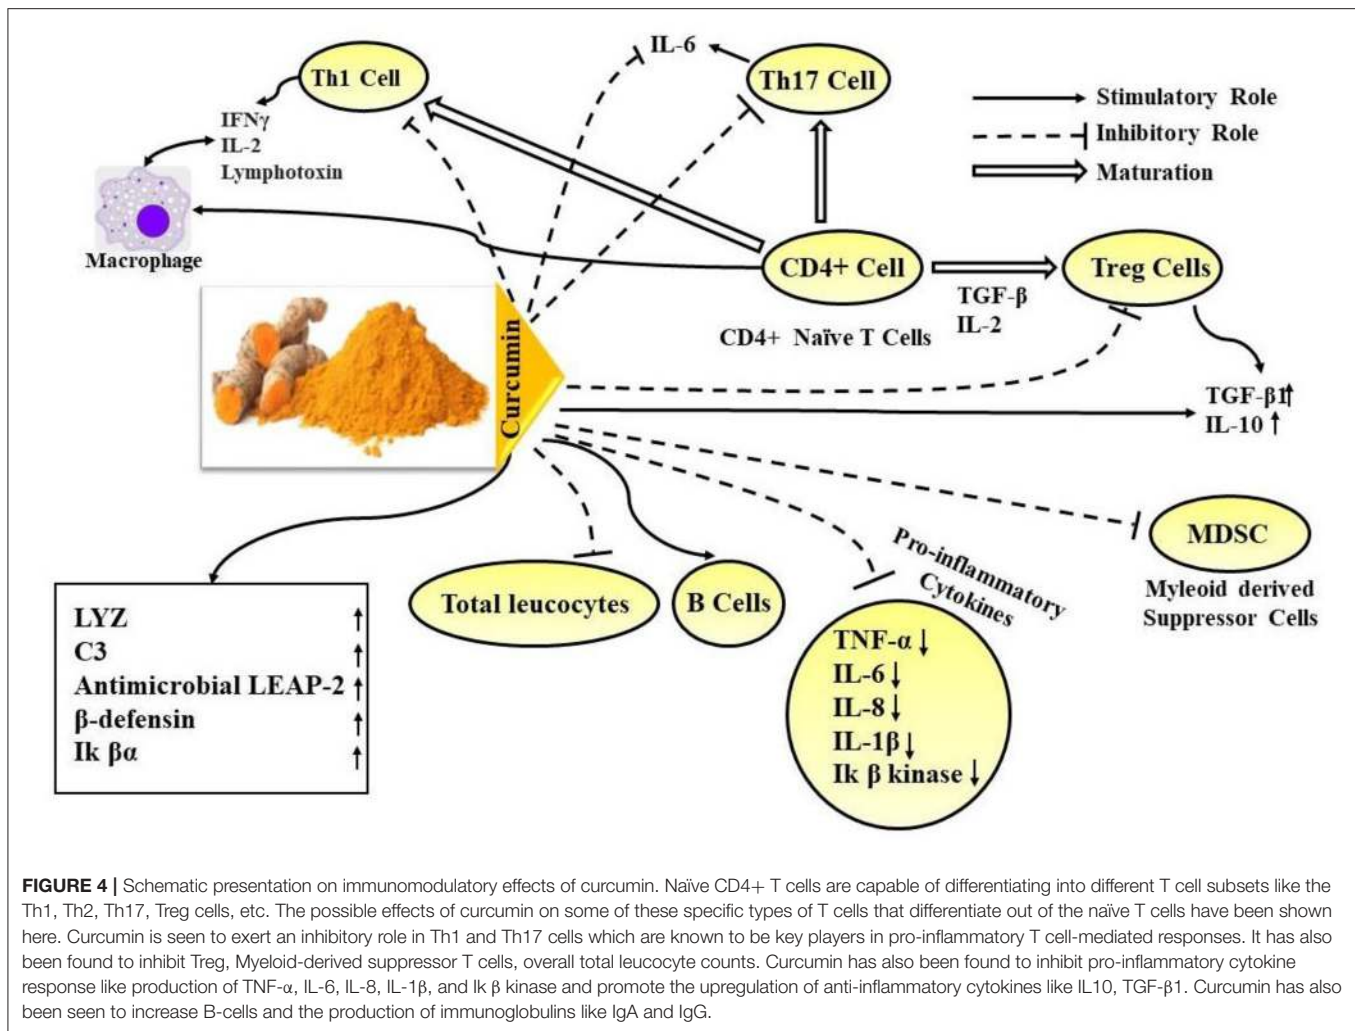 IL-6
Th1 Cell
Th17 Cell
Stimulatory Role
IFNγ
IL-2
Lymphotoxin
Inhibitory Role
Maturation
Macrophage
CD4+ Cell
Treg Cells
TGF-β
IL-2
CD4+ Naïve T Cells
Curcumin
TGF-β1↑
IL-10 ↑
MDSC
Myleoid derived
Suppressor Cells
Pro-inflammatory
Cytokines
Total leucocytes
B Cells
LYZ ↑
C3 ↑
Antimicrobial LEAP-2 ↑
β-defensin ↑
Ik βα ↑
TNF-α ↓
IL-6 ↓
IL-8 ↓
IL-1β ↓
Ik β kinase ↓
FIGURE 4 | Schematic presentation on immunomodulatory effects of curcumin. Naïve CD4+ T cells are capable of differentiating into different T cell subsets like the
Th1, Th2, Th17, Treg cells, etc. The possible effects of curcumin on some of these specific types of T cells that differentiate out of the naïve T cells have been shown
here. Curcumin is seen to exert an inhibitory role in Th1 and Th17 cells which are known to be key players in pro-inflammatory T cell-mediated responses. It has also
been found to inhibit Treg, Myeloid-derived suppressor T cells, overall total leucocyte counts. Curcumin has also been found to inhibit pro-inflammatory cytokine
response like production of TNF-α, IL-6, IL-8, IL-1β, and Ik β kinase and promote the upregulation of anti-inflammatory cytokines like IL10, TGF-β1. Curcumin has also
been seen to increase B-cells and the production of immunoglobulins like IgA and IgG.